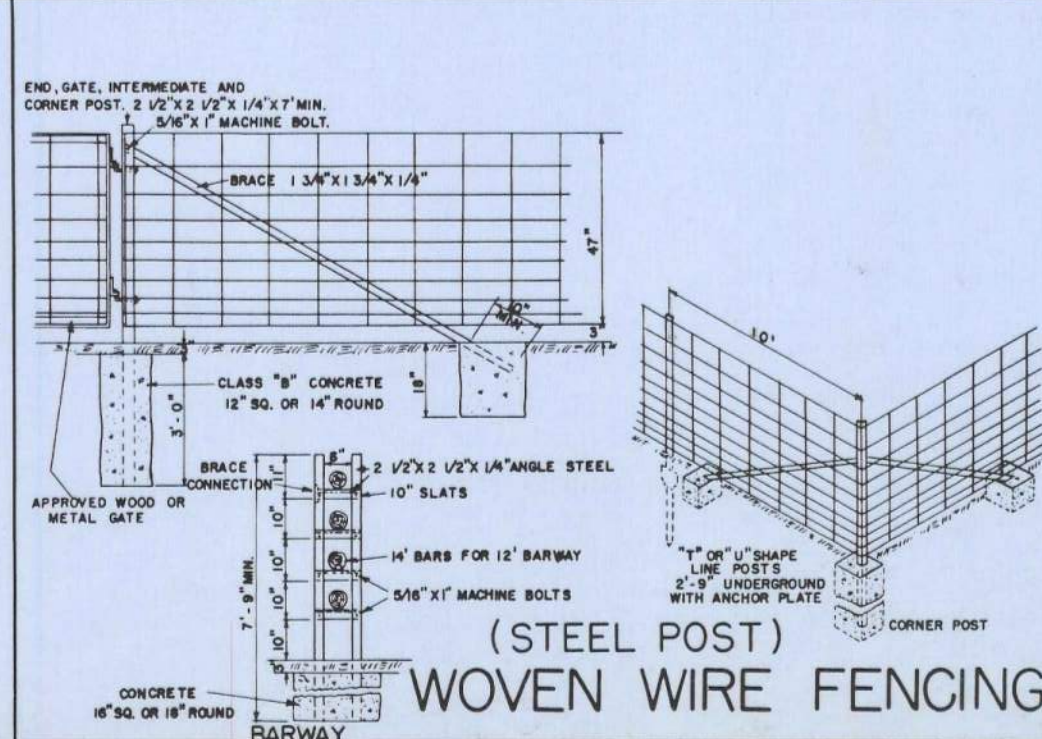 END, GATE, INTERMEDIATE AND
CORNER POST. 2 1/2"X 2 1/2"X 1/4"X 7' MIN.
5/16"X 1" MACHINE BOLT.
BRACE 1 3/4"X 1 3/4"X 1/4"
47"
10"
MIN.
3"
18"
CLASS "B" CONCRETE
12" SQ. OR 14" ROUND
3'-0"
APPROVED WOOD OR
METAL GATE
10'
BRACE
CONNECTION
8"
11"
2 1/2"X 2 1/2"X 1/4" ANGLE STEEL
10" SLATS
10"
14' BARS FOR 12' BARWAY
10"
5/16" X 1" MACHINE BOLTS
10"
10"
7'-9" MIN.
CONCRETE
16" SQ. OR 18" ROUND
BARWAY
"T" OR "U" SHAPE
LINE POSTS
2'-9" UNDERGROUND
WITH ANCHOR PLATE
CORNER POST
(STEEL POST)
WOVEN WIRE FENCING